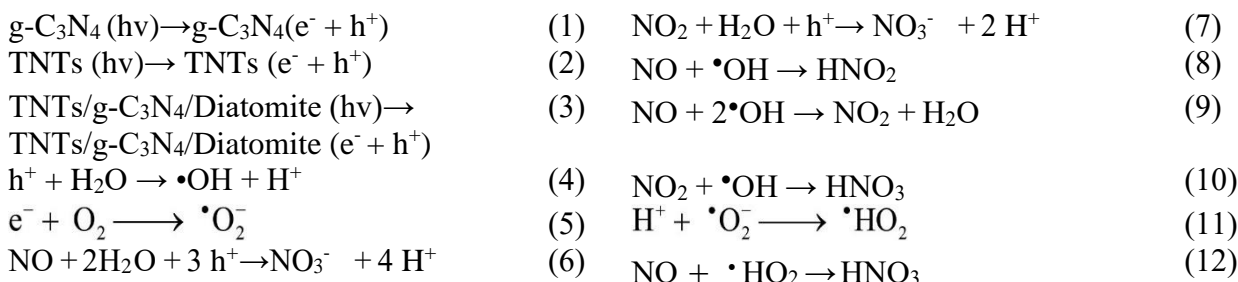 g-C₃N₄ (hv)→g-C₃N₄(e⁻ + h⁺) (1)
TNTs (hv)→ TNTs (e⁻ + h⁺) (2)
TNTs/g-C₃N₄/Diatomite (hv)→ (3)
TNTs/g-C₃N₄/Diatomite (e⁻ + h⁺)
h⁺ + H₂O → •OH + H⁺ (4)
e⁻ + O₂ ⟶ •O₂⁻ (5)
NO + 2H₂O + 3 h⁺→NO₃⁻ + 4 H⁺ (6)
NO₂ + H₂O + h⁺→ NO₃⁻ + 2 H⁺ (7)
NO + •OH → HNO₂ (8)
NO + 2•OH → NO₂ + H₂O (9)
NO₂ + •OH → HNO₃ (10)
H⁺ + •O₂⁻ ⟶ •HO₂ (11)
NO + •HO₂ →HNO₃ (12)